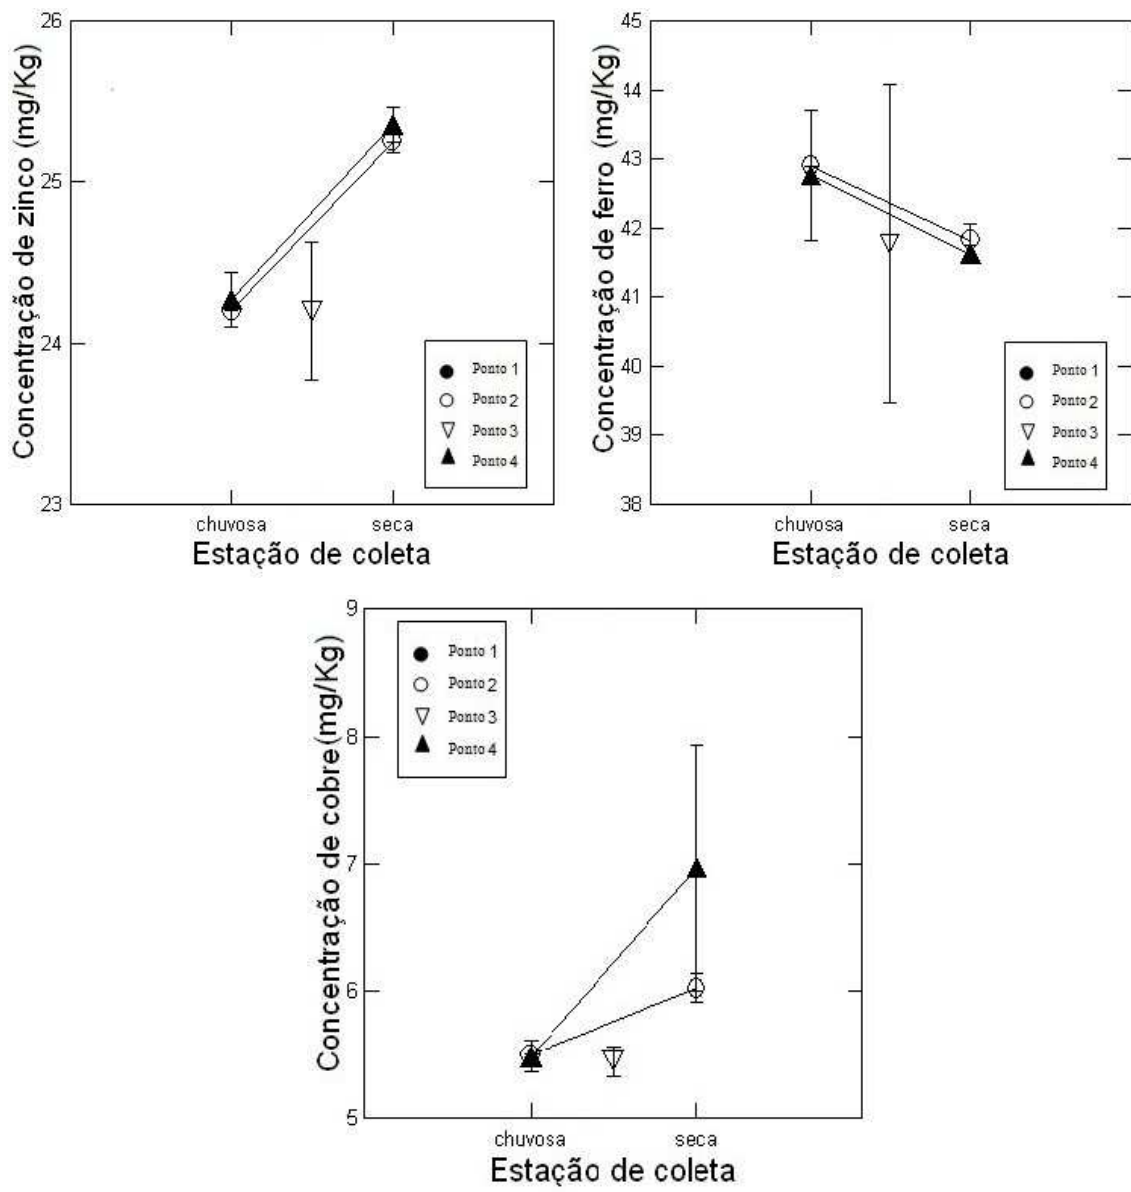 Concentração de zinco (mg/Kg)
26
25
24
23
Ponto 1
Ponto 2
Ponto 3
Ponto 4
chuvosa seca
Estação de coleta
Concentração de ferro (mg/Kg)
45
44
43
42
41
40
39
38
Ponto 1
Ponto 2
Ponto 3
Ponto 4
chuvosa seca
Estação de coleta
Concentração de cobre (mg/Kg)
9
8
7
6
5
Ponto 1
Ponto 2
Ponto 3
Ponto 4
chuvosa seca
Estação de coleta